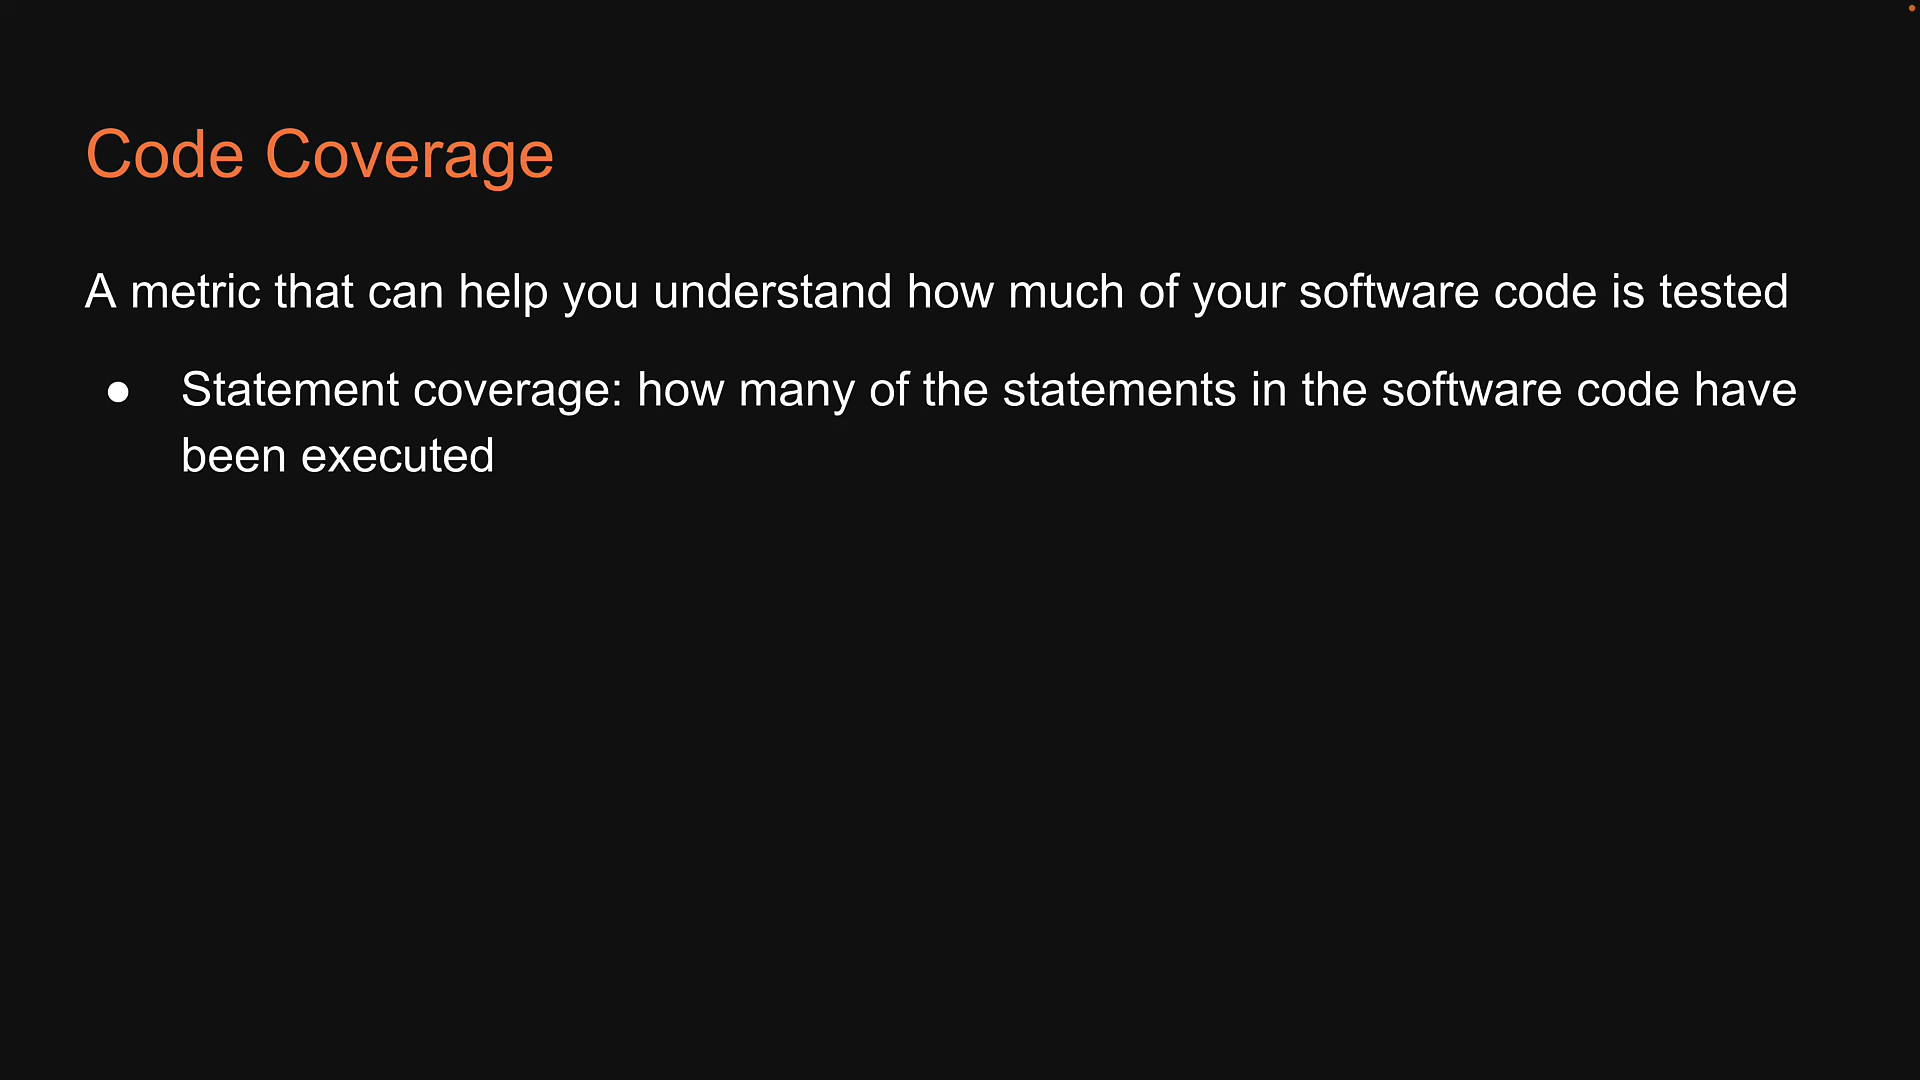 Code Coverage
A metric that can help you understand how much of your software code is tested
● Statement coverage: how many of the statements in the software code have
been executed